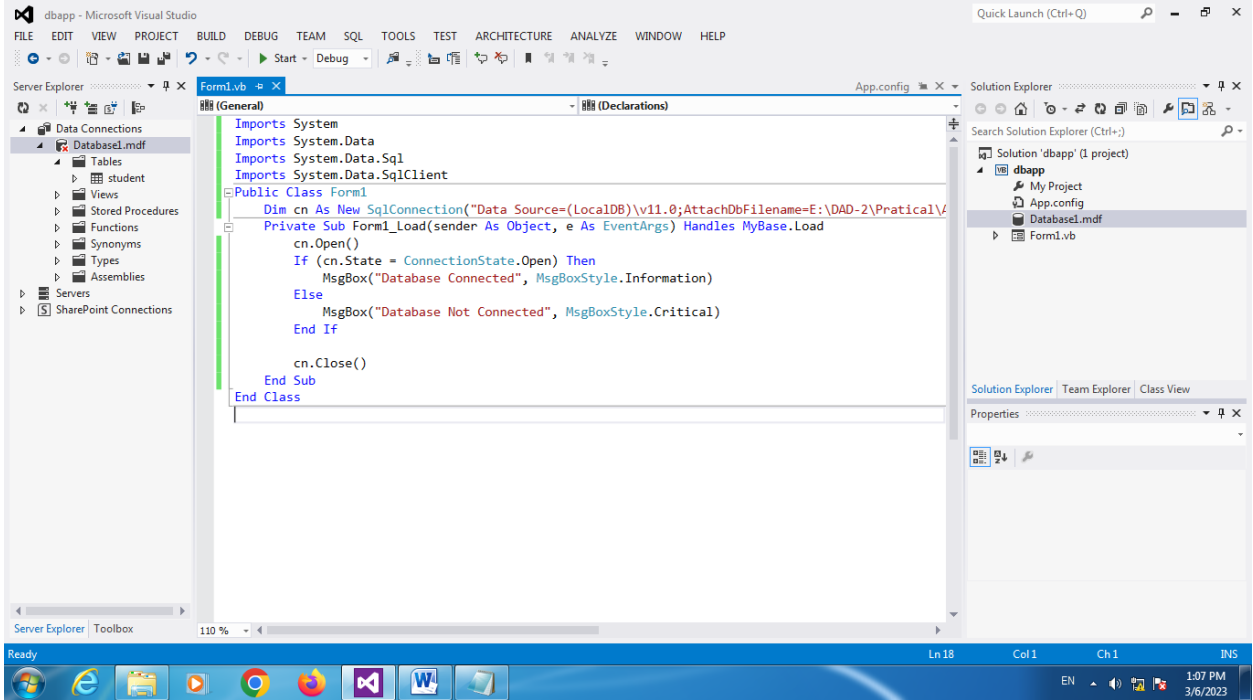 dbapp - Microsoft Visual Studio
Quick Launch (Ctrl+Q)
FILE EDIT VIEW PROJECT BUILD DEBUG TEAM SQL TOOLS TEST ARCHITECTURE ANALYZE WINDOW HELP
Start Debug
Server Explorer
Data Connections
Database1.mdf
Tables
student
Views
Stored Procedures
Functions
Synonyms
Types
Assemblies
Servers
SharePoint Connections
Server Explorer Toolbox
Form1.vb
App.config
(General)
(Declarations)
Imports System
Imports System.Data
Imports System.Data.Sql
Imports System.Data.SqlClient
Public Class Form1
Dim cn As New SqlConnection("Data Source=(LocalDB)\v11.0;AttachDbFilename=E:\DAD-2\Pratical\A
Private Sub Form1_Load(sender As Object, e As EventArgs) Handles MyBase.Load
cn.Open()
If (cn.State = ConnectionState.Open) Then
MsgBox("Database Connected", MsgBoxStyle.Information)
Else
MsgBox("Database Not Connected", MsgBoxStyle.Critical)
End If
cn.Close()
End Sub
End Class
110 %
Solution Explorer
Search Solution Explorer (Ctrl+;)
Solution 'dbapp' (1 project)
VB dbapp
My Project
App.config
Database1.mdf
Form1.vb
Solution Explorer Team Explorer Class View
Properties
Ready
Ln 18 Col 1 Ch 1 INS
EN
1:07 PM
3/6/2023